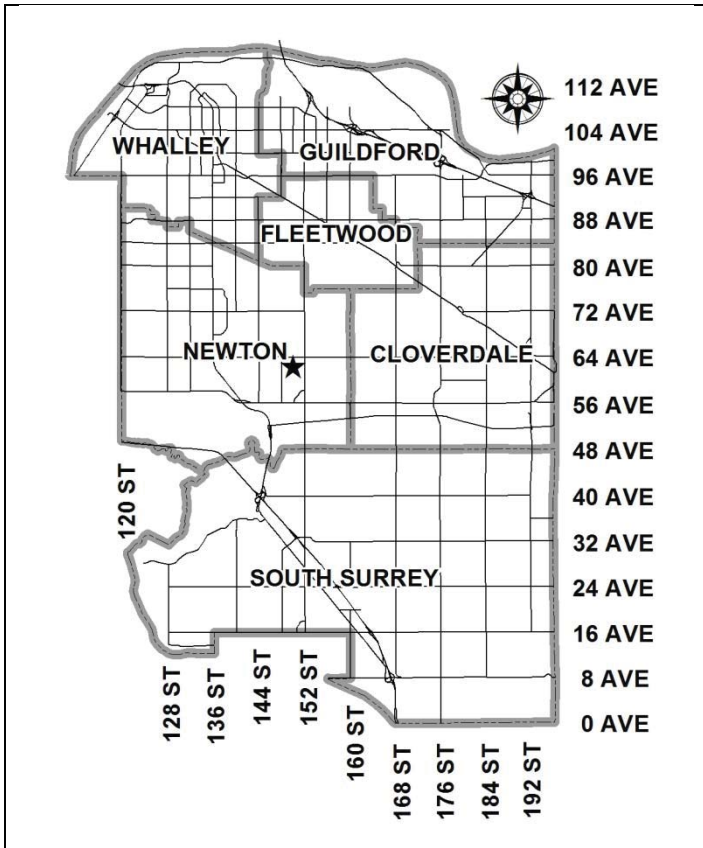 112 AVE
104 AVE
WHALLEY
GUILDFORD
96 AVE
88 AVE
FLEETWOOD
80 AVE
72 AVE
NEWTON
CLOVERDALE
64 AVE
56 AVE
48 AVE
120 ST
40 AVE
32 AVE
SOUTH SURREY
24 AVE
16 AVE
8 AVE
0 AVE
128 ST
136 ST
144 ST
152 ST
160 ST
168 ST
176 ST
184 ST
192 ST